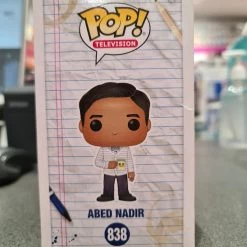 POP!
TELEVISION
ABED NADIR
838